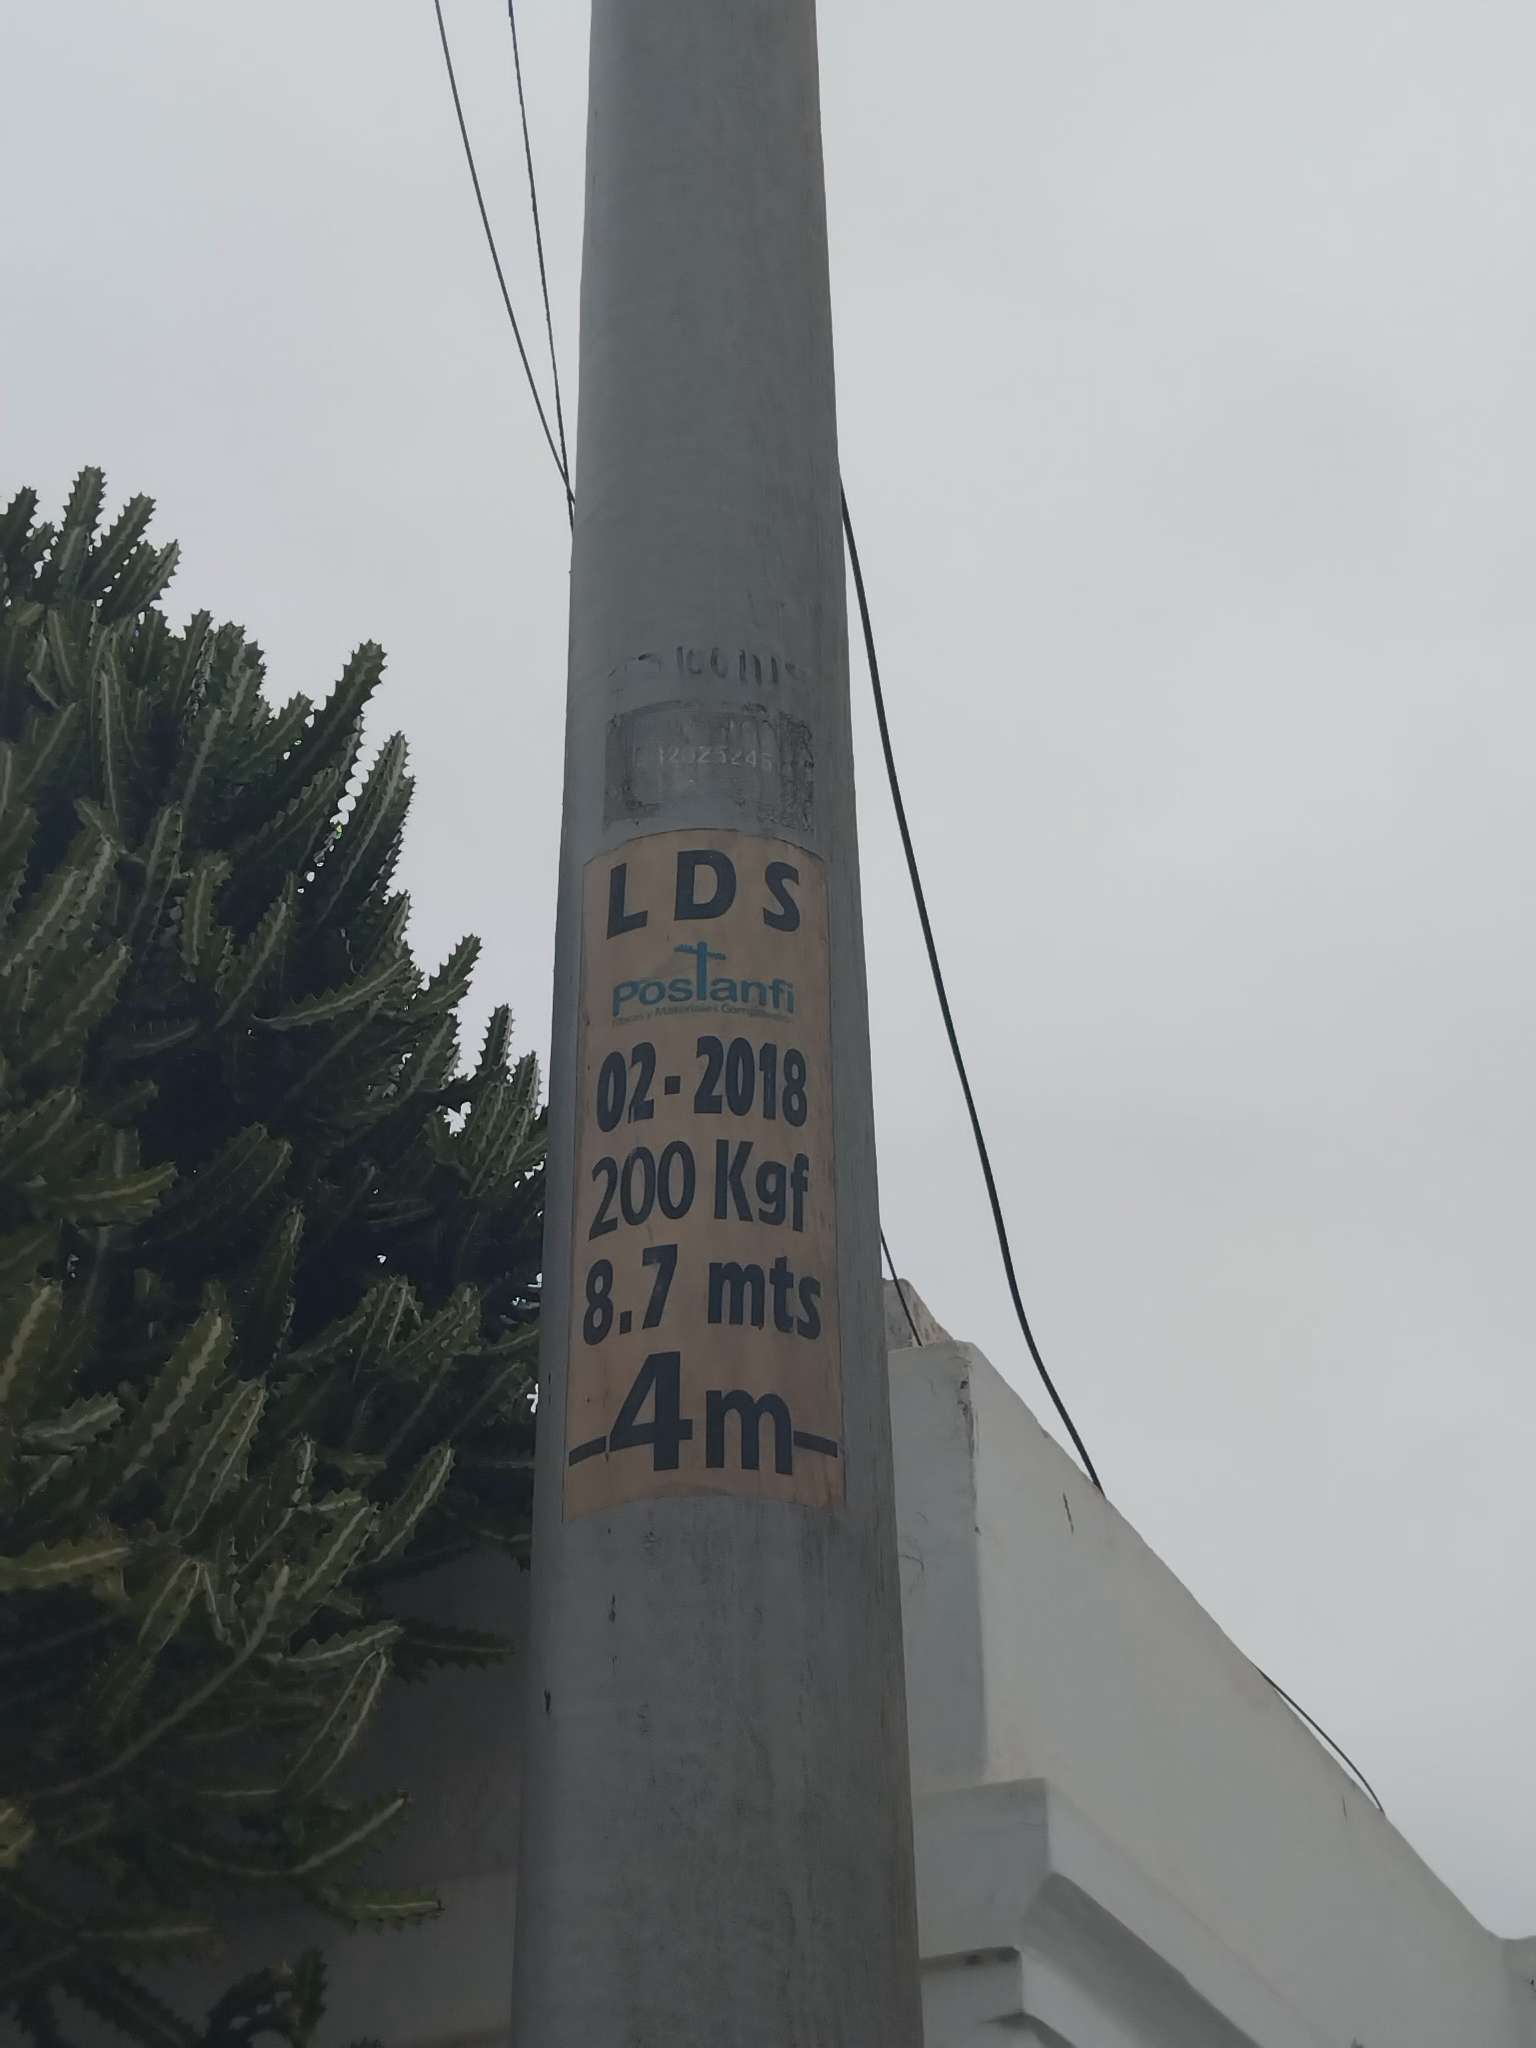 LDS
Postanfi
02-2018
200 Kgf
8.7 mts
-4m-